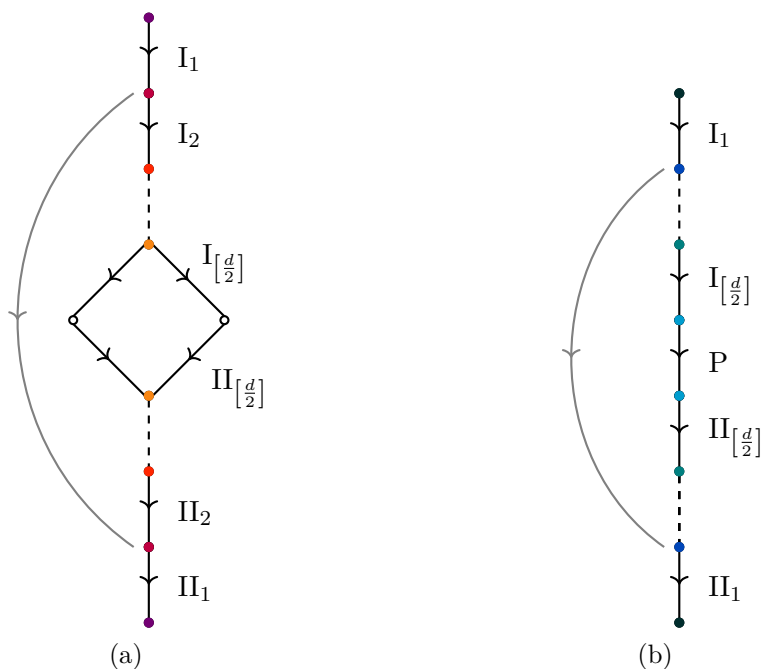 I₁
I₂
I_[d/2]
II_[d/2]
II₂
II₁
(a)
I₁
I_[d/2]
P
II_[d/2]
II₁
(b)